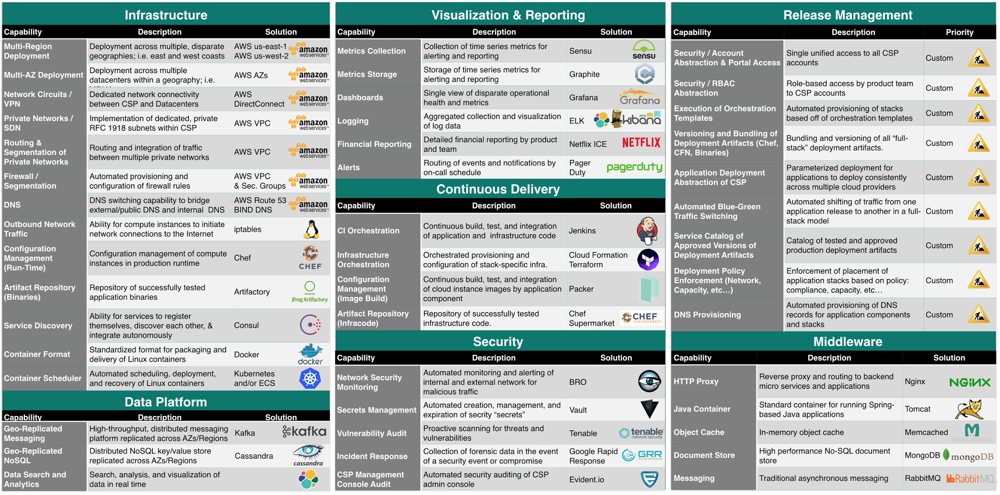 Infrastructure
Capability Description Solution
Multi-Region Deployment across multiple, disparate AWS us-east-1 amazon
Deployment geographies; i.e. east and west coasts AWS us-west-2 webservices™
Multi-AZ Deployment Deployment across multiple AWS AZs amazon
datacenters within a geography; i.e. webservices™
Network Circuits / Dedicated network connectivity AWS amazon
VPN between CSP and Datacenters DirectConnect webservices™
Private Networks / Implementation of dedicated, private AWS VPC amazon
SDN RFC 1918 subnets within CSP webservices™
Routing &
Segmentation of Routing and integration of traffic AWS VPC amazon
Private Networks between multiple private networks webservices™
Firewall / Automated provisioning and AWS VPC amazon
Segmentation configuration of firewall rules & Sec. Groups webservices™
DNS DNS switching capability to bridge AWS Route 53 amazon
external/public DNS and internal  DNS BIND DNS webservices™
Outbound Network Ability for compute instances to initiate iptables
Traffic network connections to the Internet
Configuration
Management Configuration management of compute Chef
(Run-Time) instances in production runtime CHEF
Artifact Repository Repository of successfully tested Artifactory
(Binaries) application binaries JFrog Artifactory
Service Discovery Ability for services to register Consul
themselves, discover each other, &
integrate autonomously
Container Format Standardized format for packaging and Docker
delivery of Linux containers docker
Container Scheduler Automated scheduling, deployment, Kubernetes
and recovery of Linux containers and/or ECS
Data Platform
Capability Description Solution
Geo-Replicated High-throughput, distributed messaging Kafka kafka
Messaging platform replicated across AZs/Regions
Geo-Replicated Distributed NoSQL key/value store Cassandra
NoSQL replicated across AZs/Regions cassandra
Data Search and Search, analysis, and visualization of
Analytics data in real time
Visualization & Reporting
Capability Description Solution
Metrics Collection Collection of time series metrics for Sensu
alerting and reporting sensu
Metrics Storage Storage of time series metrics for Graphite
alerting and reporting
Dashboards Single view of disparate operational Grafana Grafana
health and metrics
Logging Aggregated collection and visualization ELK kibana
of log data
Financial Reporting Detailed financial reporting by product Netflix ICE NETFLIX
and team
Alerts Routing of events and notifications by Pager pagerduty
on-call schedule Duty
Continuous Delivery
Capability Description Solution
CI Orchestration Continuous build, test, and integration Jenkins
of application and  infrastructure code
Infrastructure Orchestrated provisioning and Cloud Formation
Orchestration configuration of stack-specific infra. Terraform
Configuration Continuous build, test, and integration
Management of cloud instance images by application Packer
(Image Build) component
Artifact Repository Repository of successfully tested Chef CHEF
(Infracode) infrastructure code. Supermarket SUPERMARKET
Security
Capability Description Solution
Network Security Automated monitoring and alerting of BRO
Monitoring internal and external network for
malicious traffic
Secrets Management Automated creation, management, and Vault
expiration of secrity “secrets”
Vulnerability Audit Proactive scanning for threats and Tenable tenable
vulnerabilities network security
Incident Response Collection of forensic data in the event Google Rapid GRR
of a security event or compromise Response RAPID RESPONSE
CSP Management Automated security auditing of CSP Evident.io
Console Audit admin console
Release Management
Capability Description Priority
Security / Account Single unified access to all CSP Custom
Abstraction & Portal Access accounts
Security / RBAC Role-based access by product team Custom
Abstraction to CSP accounts
Execution of Orchestration Automated provisioning of stacks Custom
Templates based off of orchestration templates
Versioning and Bundling of Bundling and versioning of all “full-
Deployment Artifacts (Chef, stack” deployment artifacts. Custom
CFN, Binaries)
Application Deployment Parameterized deployment for Custom
Abstraction of CSP applications to deploy consistently
across multiple cloud providers
Automated Blue-Green Automated shifting of traffic from one Custom
Traffic Switching application release to another in a full-
stack model
Service Catalog of Catalog of tested and approved
Approved Versions of production deployment artifacts Custom
Deployment Artifacts
Deployment Policy Enforcement of placement of
Enforcement (Network, application stacks based on policy: Custom
Capacity, etc…) compliance, capacity, etc…
DNS Provisioning Automated provisioning of DNS Custom
records for application components
and stacks
Middleware
Capability Description Solution
HTTP Proxy Reverse proxy and routing to backend Nginx NGINX
micro services and applications
Java Container Standard container for running Spring- Tomcat
based Java applications
Object Cache In-memory object cache Memcached
MEMCACHED
Document Store High performance No-SQL document MongoDB mongoDB
store
Messaging Traditional asynchronous messaging RabbitMQ RabbitMQ